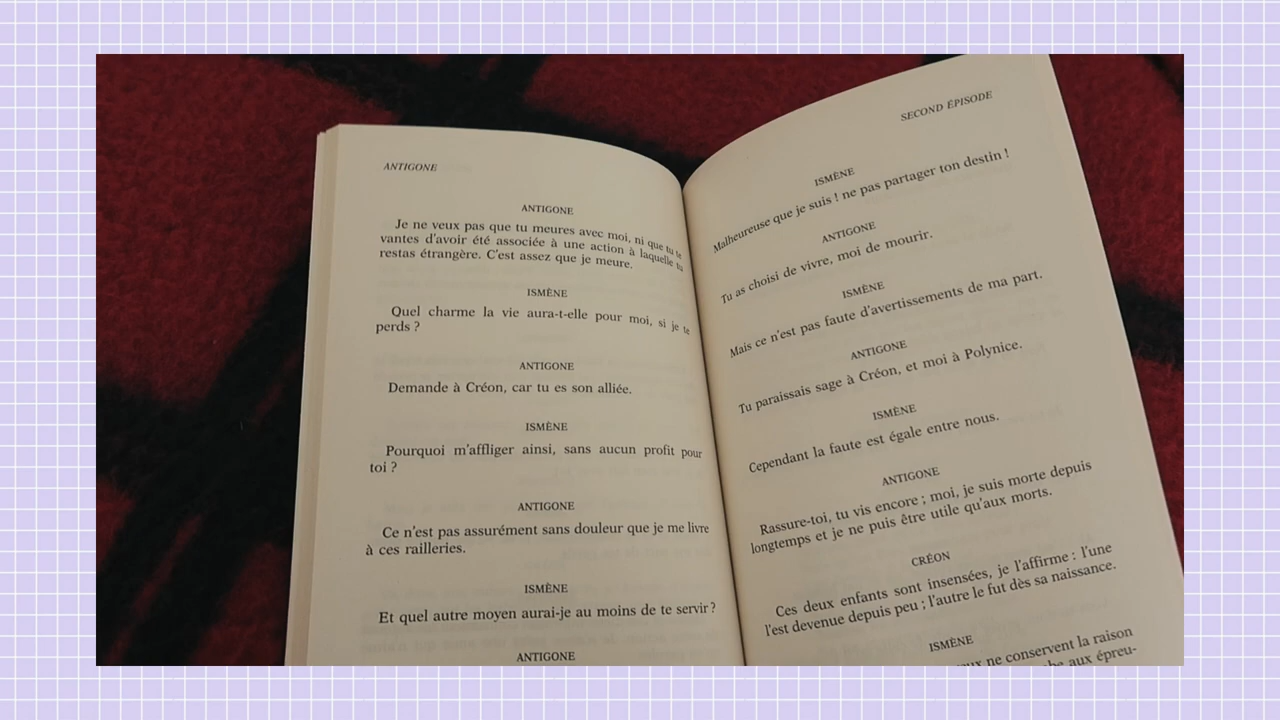 ANTIGONE
ANTIGONE
Je ne veux pas que tu meures avec moi, ni que tu te
vantes d'avoir été associée à une action à laquelle tu
restas étrangère. C'est assez que je meure.
ISMÈNE
Quel charme la vie aura-t-elle pour moi, si je te
perds ?
ANTIGONE
Demande à Créon, car tu es son alliée.
ISMÈNE
Pourquoi m'affliger ainsi, sans aucun profit pour
toi ?
ANTIGONE
Ce n'est pas assurément sans douleur que je me livre
à ces railleries.
ISMÈNE
Et quel autre moyen aurai-je au moins de te servir ?
ANTIGONE
SECOND ÉPISODE
ISMÈNE
Malheureuse que je suis ! ne pas partager ton destin !
ANTIGONE
Tu as choisi de vivre, moi de mourir.
ISMÈNE
Mais ce n'est pas faute d'avertissements de ma part.
ANTIGONE
Tu paraissais sage à Créon, et moi à Polynice.
ISMÈNE
Cependant la faute est égale entre nous.
ANTIGONE
Rassure-toi, tu vis encore ; moi, je suis morte depuis
longtemps et je ne puis être utile qu'aux morts.
CRÉON
Ces deux enfants sont insensées, je l'affirme : l'une
l'est devenue depuis peu ; l'autre le fut dès sa naissance.
ISMÈNE
ne conservent la raison
aux épreu-